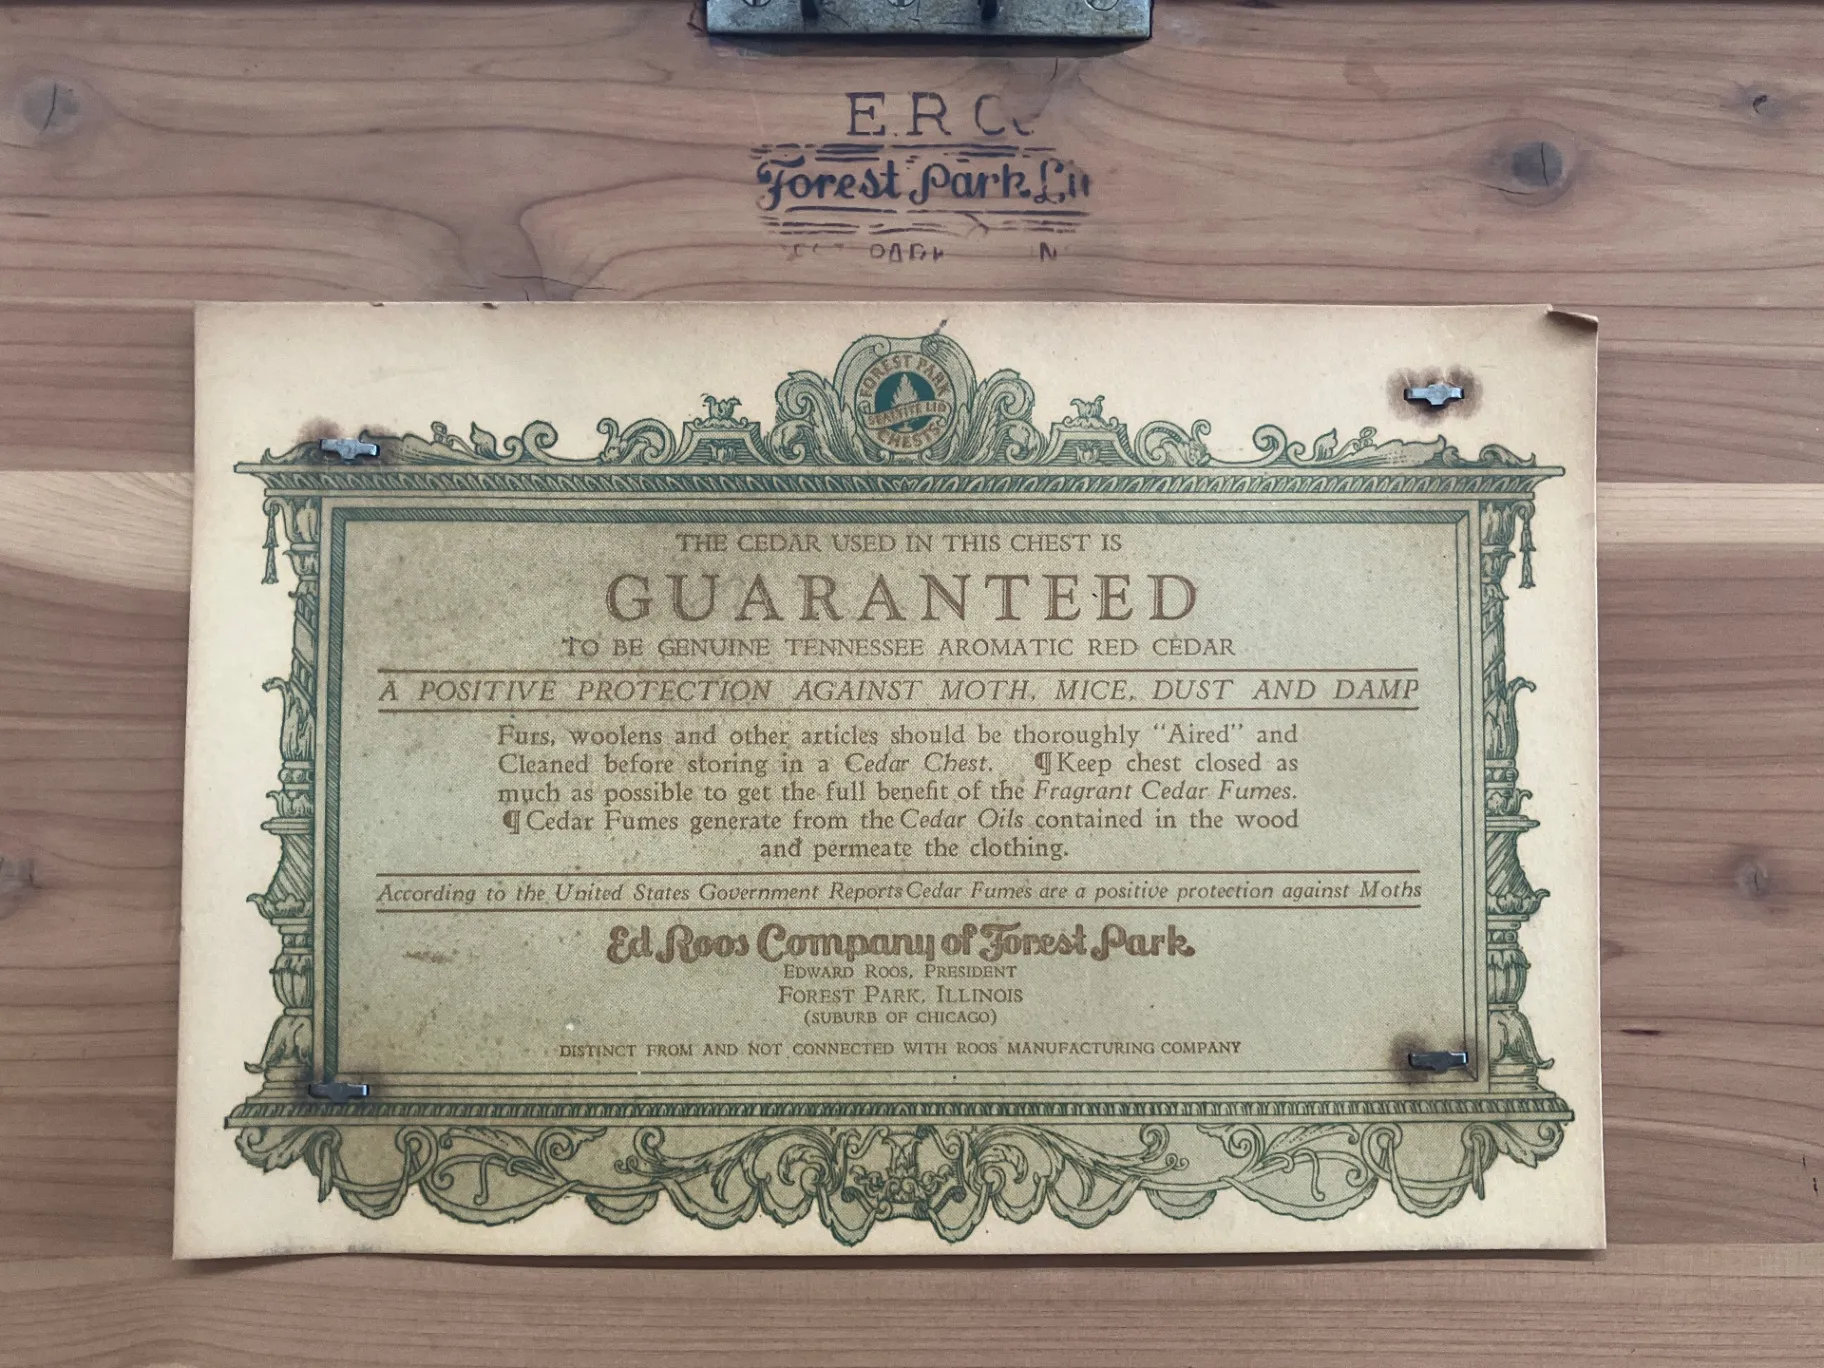 E.R.Co
Forest Park
PARK
FOREST PARK
SEALTITE LID
CHESTS
THE CEDAR USED IN THIS CHEST IS
GUARANTEED
TO BE GENUINE TENNESSEE AROMATIC RED CEDAR
A POSITIVE PROTECTION AGAINST MOTH, MICE, DUST AND DAMP
Furs, woolens and other articles should be thoroughly “Aired” and
Cleaned before storing in a Cedar Chest. ¶Keep chest closed as
much as possible to get the full benefit of the Fragrant Cedar Fumes.
¶Cedar Fumes generate from the Cedar Oils contained in the wood
and permeate the clothing.
According to the United States Government Reports Cedar Fumes are a positive protection against Moths
Ed Roos Company of Forest Park
EDWARD ROOS, PRESIDENT
FOREST PARK, ILLINOIS
(SUBURB OF CHICAGO)
DISTINCT FROM AND NOT CONNECTED WITH ROOS MANUFACTURING COMPANY